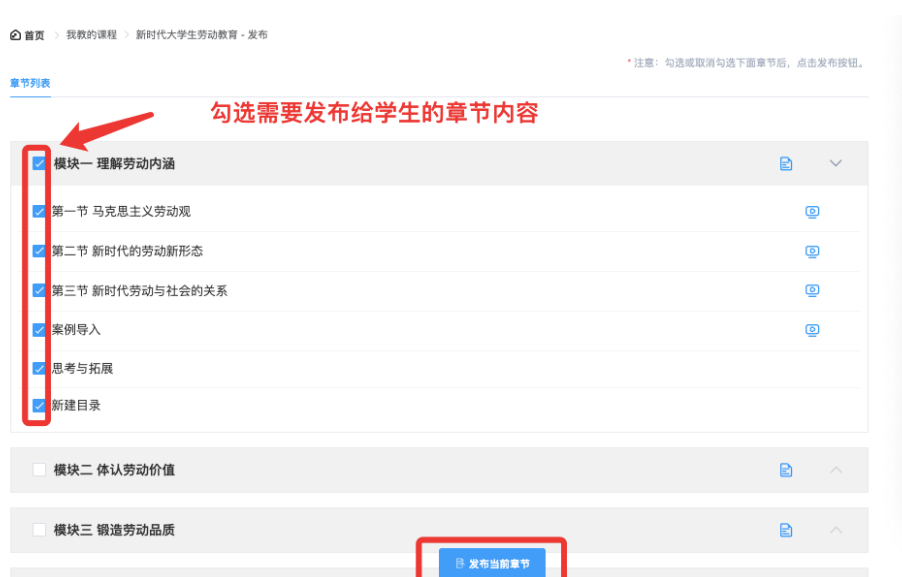 首页 > 我教的课程 > 新时代大学生劳动教育 - 发布
* 注意：勾选或取消勾选下面章节后，点击发布按钮。
章节列表
勾选需要发布给学生的章节内容
模块一 理解劳动内涵
第一节 马克思主义劳动观
第二节 新时代的劳动新形态
第三节 新时代劳动与社会的关系
案例导入
思考与拓展
新建目录
模块二 体认劳动价值
模块三 锻造劳动品质
发布当前章节